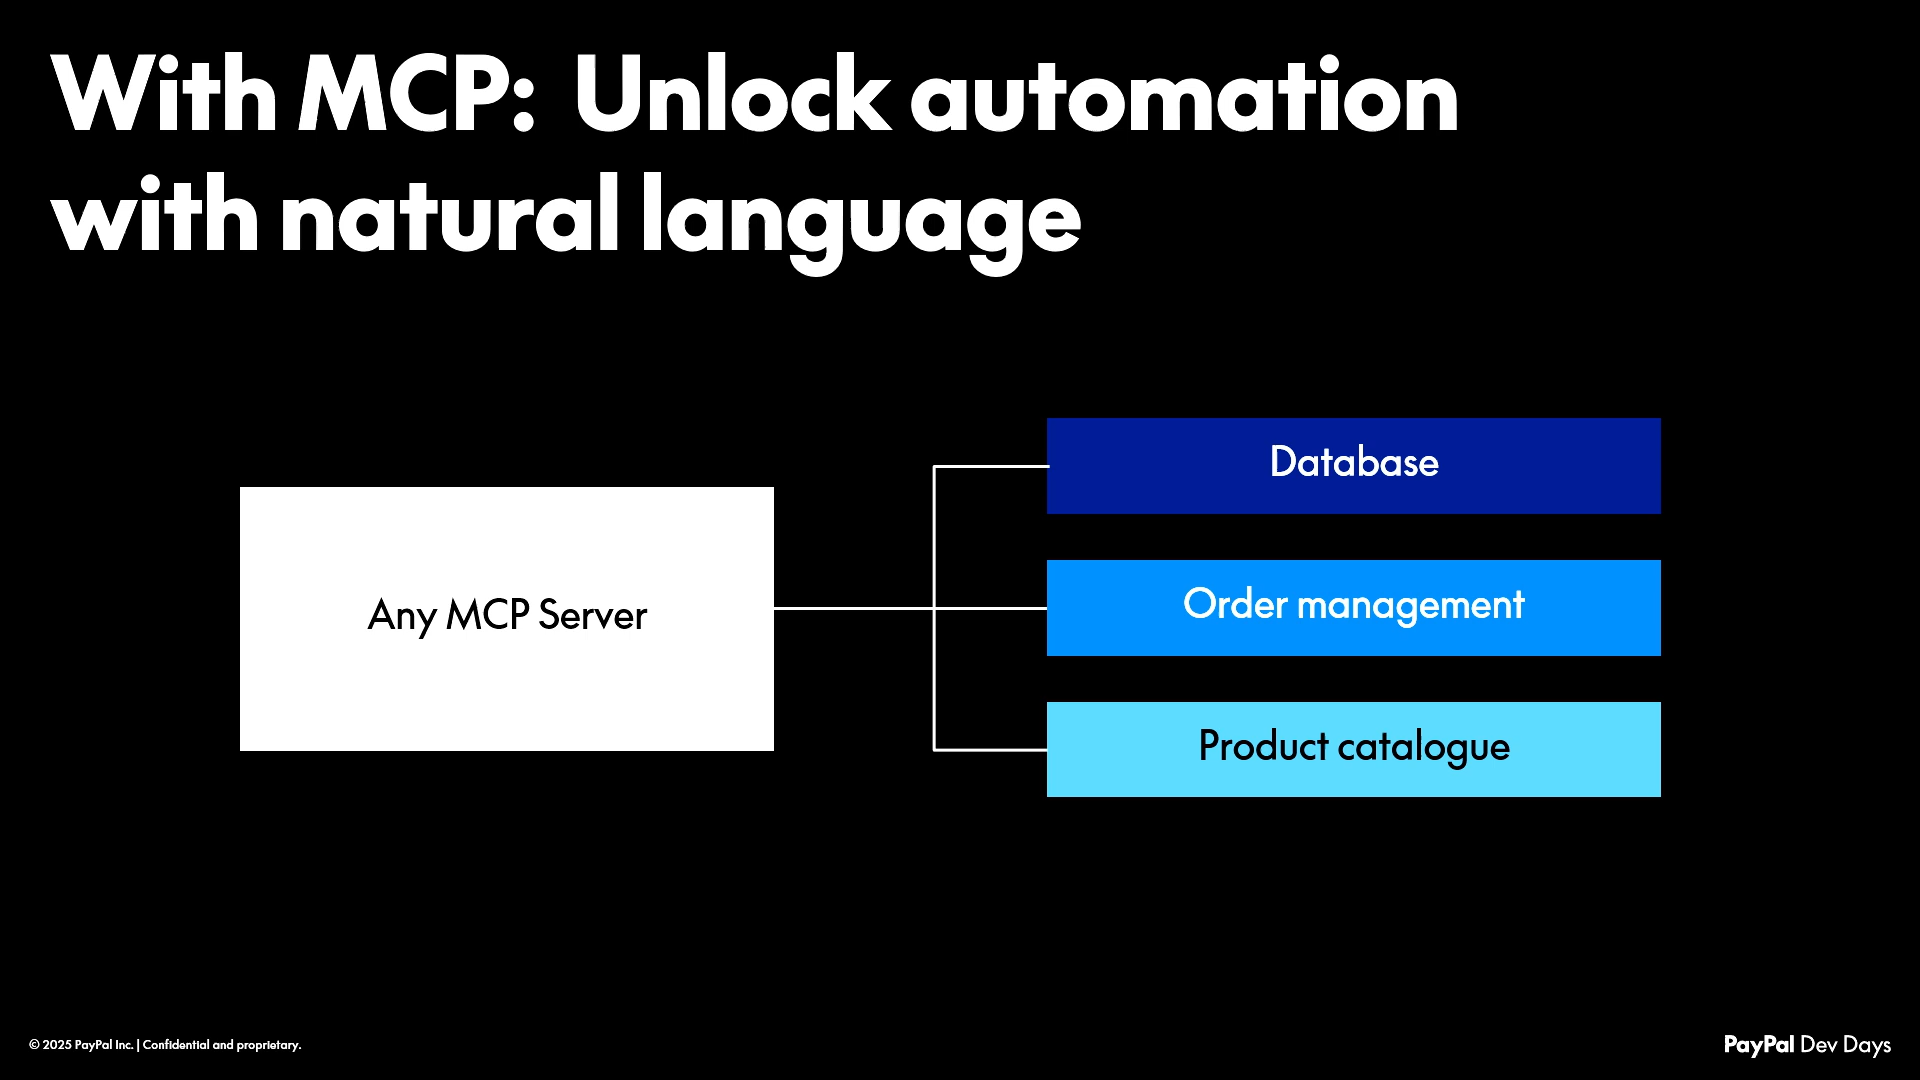 With MCP: Unlock automation
with natural language
Any MCP Server
Database
Order management
Product catalogue
© 2025 PayPal Inc. | Confidential and proprietary.
PayPal Dev Days